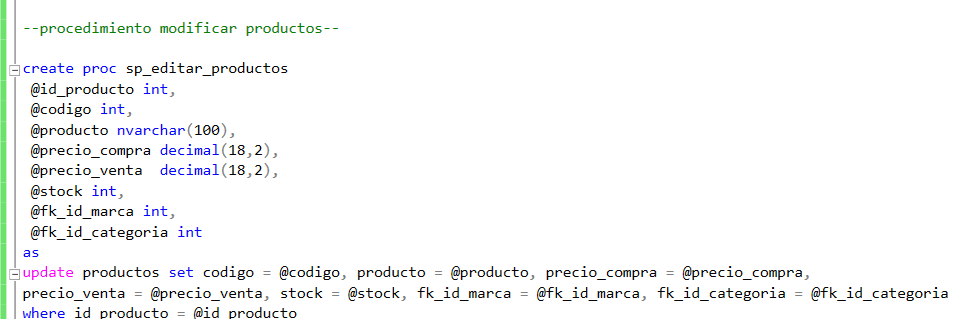 --procedimiento modificar productos--
create proc sp_editar_productos
@id_producto int,
@codigo int,
@producto nvarchar(100),
@precio_compra decimal(18,2),
@precio_venta  decimal(18,2),
@stock int,
@fk_id_marca int,
@fk_id_categoria int
as
update productos set codigo = @codigo, producto = @producto, precio_compra = @precio_compra,
precio_venta = @precio_venta, stock = @stock, fk_id_marca = @fk_id_marca, fk_id_categoria = @fk_id_categoria
where id_producto = @id_producto